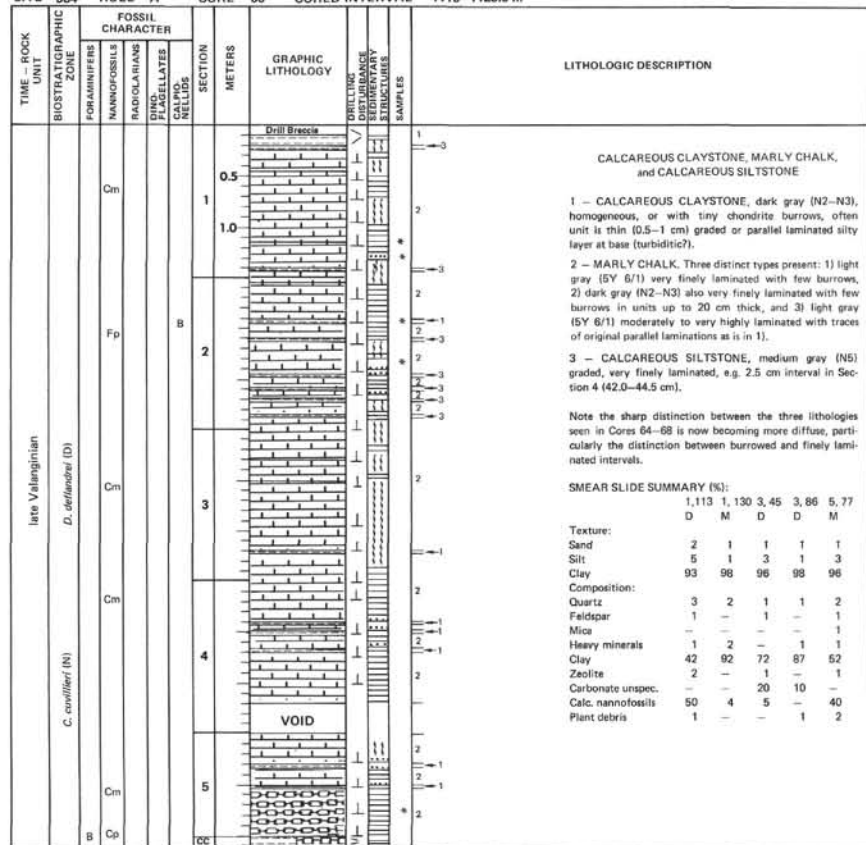 TIME – ROCK UNIT
BIOSTRATIGRAPHIC ZONE
FOSSIL CHARACTER
FORAMINIFERS
NANNOFOSSILS
RADIOLARIANS
DINO-FLAGELLATES
CALPIO-NELLIDS
SECTION
METERS
GRAPHIC LITHOLOGY
DRILLING DISTURBANCE
SEDIMENTARY STRUCTURES
SAMPLES
LITHOLOGIC DESCRIPTION
late Valanginian
D. deflandrei (D)
C. cuvillieri (N)
Cm
Fp
Cm
Cm
Cm
B
Cp
B
1
2
3
4
5
CC
0.5
1.0
Drill Breccia
VOID
CALCAREOUS CLAYSTONE, MARLY CHALK,
and CALCAREOUS SILTSTONE
1 – CALCAREOUS CLAYSTONE, dark gray (N2–N3),
homogeneous, or with tiny chondrite burrows, often
unit is thin (0.5–1 cm) graded or parallel laminated silty
layer at base (turbiditic?).
2 – MARLY CHALK. Three distinct types present: 1) light
gray (5Y 6/1) very finely laminated with few burrows,
2) dark gray (N2–N3) also very finely laminated with few
burrows in units up to 20 cm thick, and 3) light gray
(5Y 6/1) moderately to very highly laminated with traces
of original parallel laminations as is in 1).
3 – CALCAREOUS SILTSTONE, medium gray (N5)
graded, very finely laminated, e.g. 2.5 cm interval in Sec-
tion 4 (42.0–44.5 cm).
Note the sharp distinction between the three lithologies
seen in Cores 64–68 is now becoming more diffuse, parti-
cularly the distinction between burrowed and finely lami-
nated intervals.
SMEAR SLIDE SUMMARY (%):
1,113 1, 130 3, 45 3, 86 5, 77
D M D D M
Texture:
Sand 2 1 1 1 1
Silt 5 1 3 1 3
Clay 93 98 96 98 96
Composition:
Quartz 3 2 1 1 2
Feldspar 1 – 1 – 1
Mica – – – – 1
Heavy minerals 1 2 – 1 1
Clay 42 92 72 87 52
Zeolite 2 – 1 – 1
Carbonate unspec. – – 20 10 –
Calc. nannofossils 50 4 5 – 40
Plant debris 1 – – 1 2